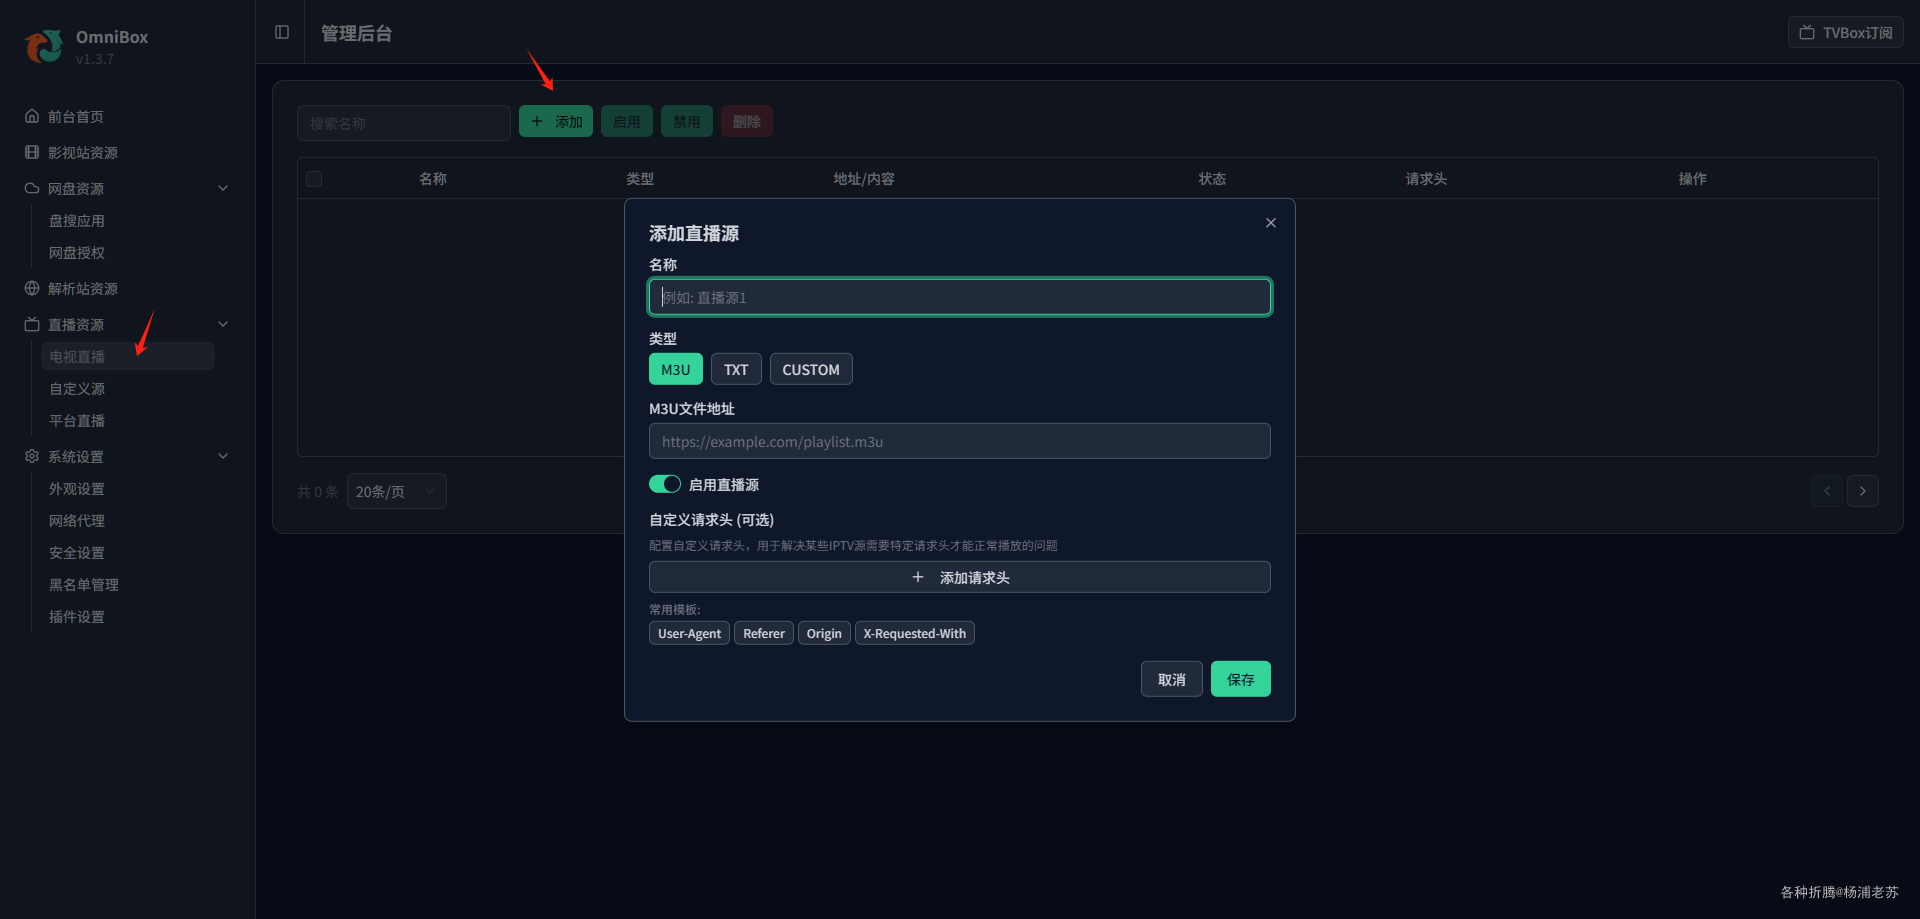 OmniBox
v1.3.7
前台首页
影视站资源
网盘资源
盘搜应用
网盘授权
解析站资源
直播资源
电视直播
自定义源
平台直播
系统设置
外观设置
网络代理
安全设置
黑名单管理
插件设置
管理后台
TVBox订阅
搜索名称
添加
启用
禁用
删除
名称 类型 地址/内容 状态 请求头 操作
共 0 条
20条/页
添加直播源
名称
例如: 直播源1
类型
M3U TXT CUSTOM
M3U文件地址
https://example.com/playlist.m3u
启用直播源
自定义请求头 (可选)
配置自定义请求头，用于解决某些IPTV源需要特定请求头才能正常播放的问题
添加请求头
常用模板:
User-Agent Referer Origin X-Requested-With
取消 保存
各种折腾@杨浦老苏